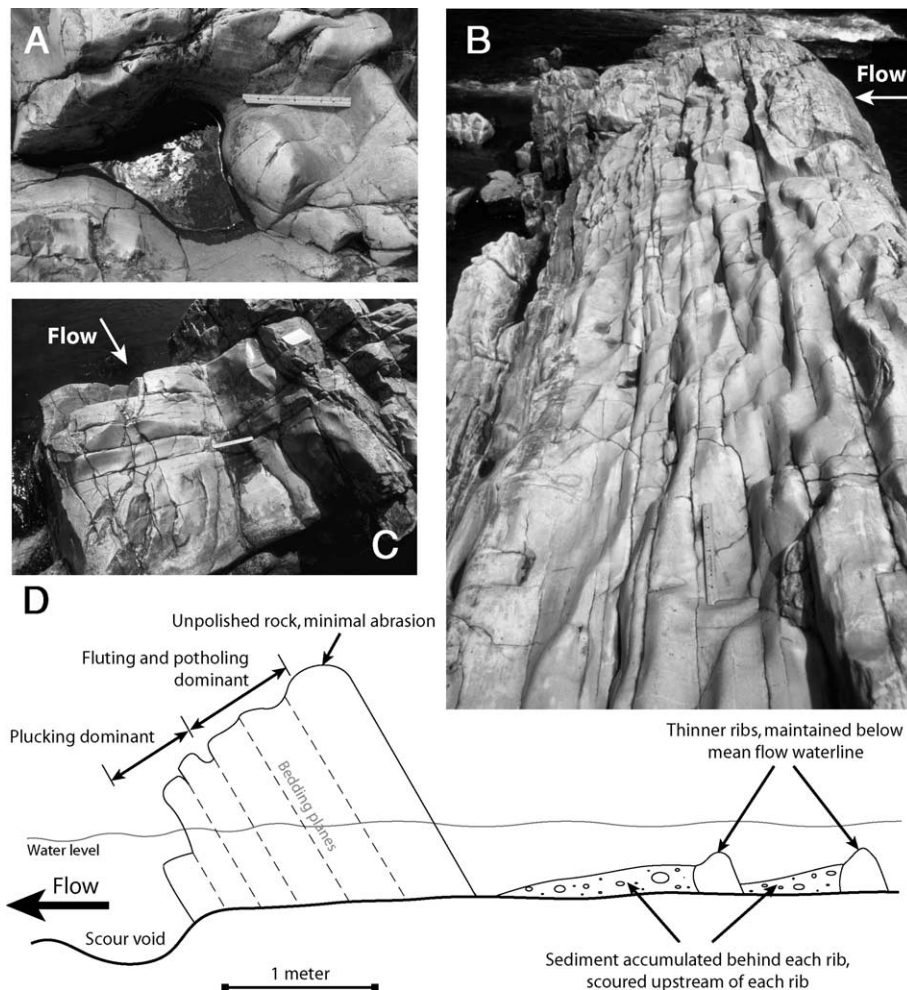 A
B
Flow
Flow
C
D
Unpolished rock, minimal abrasion
Fluting and potholing
dominant
Plucking dominant
Bedding planes
Thinner ribs, maintained below
mean flow waterline
Water level
Flow
Scour void
Sediment accumulated behind each rib,
scoured upstream of each rib
1 meter